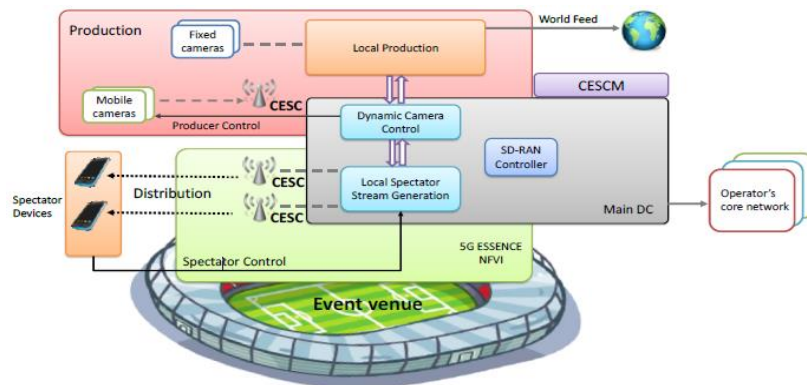 World Feed
Production
Fixed
cameras
Local Production
CESCM
Mobile
cameras
CESC
Producer Control
Dynamic Camera
Control
SD-RAN
Controller
Spectator
Devices
Distribution
CESC
CESC
Local Spectator
Stream Generation
Main DC
Operator's
core network
Spectator Control
5G ESSENCE
NFVI
Event venue